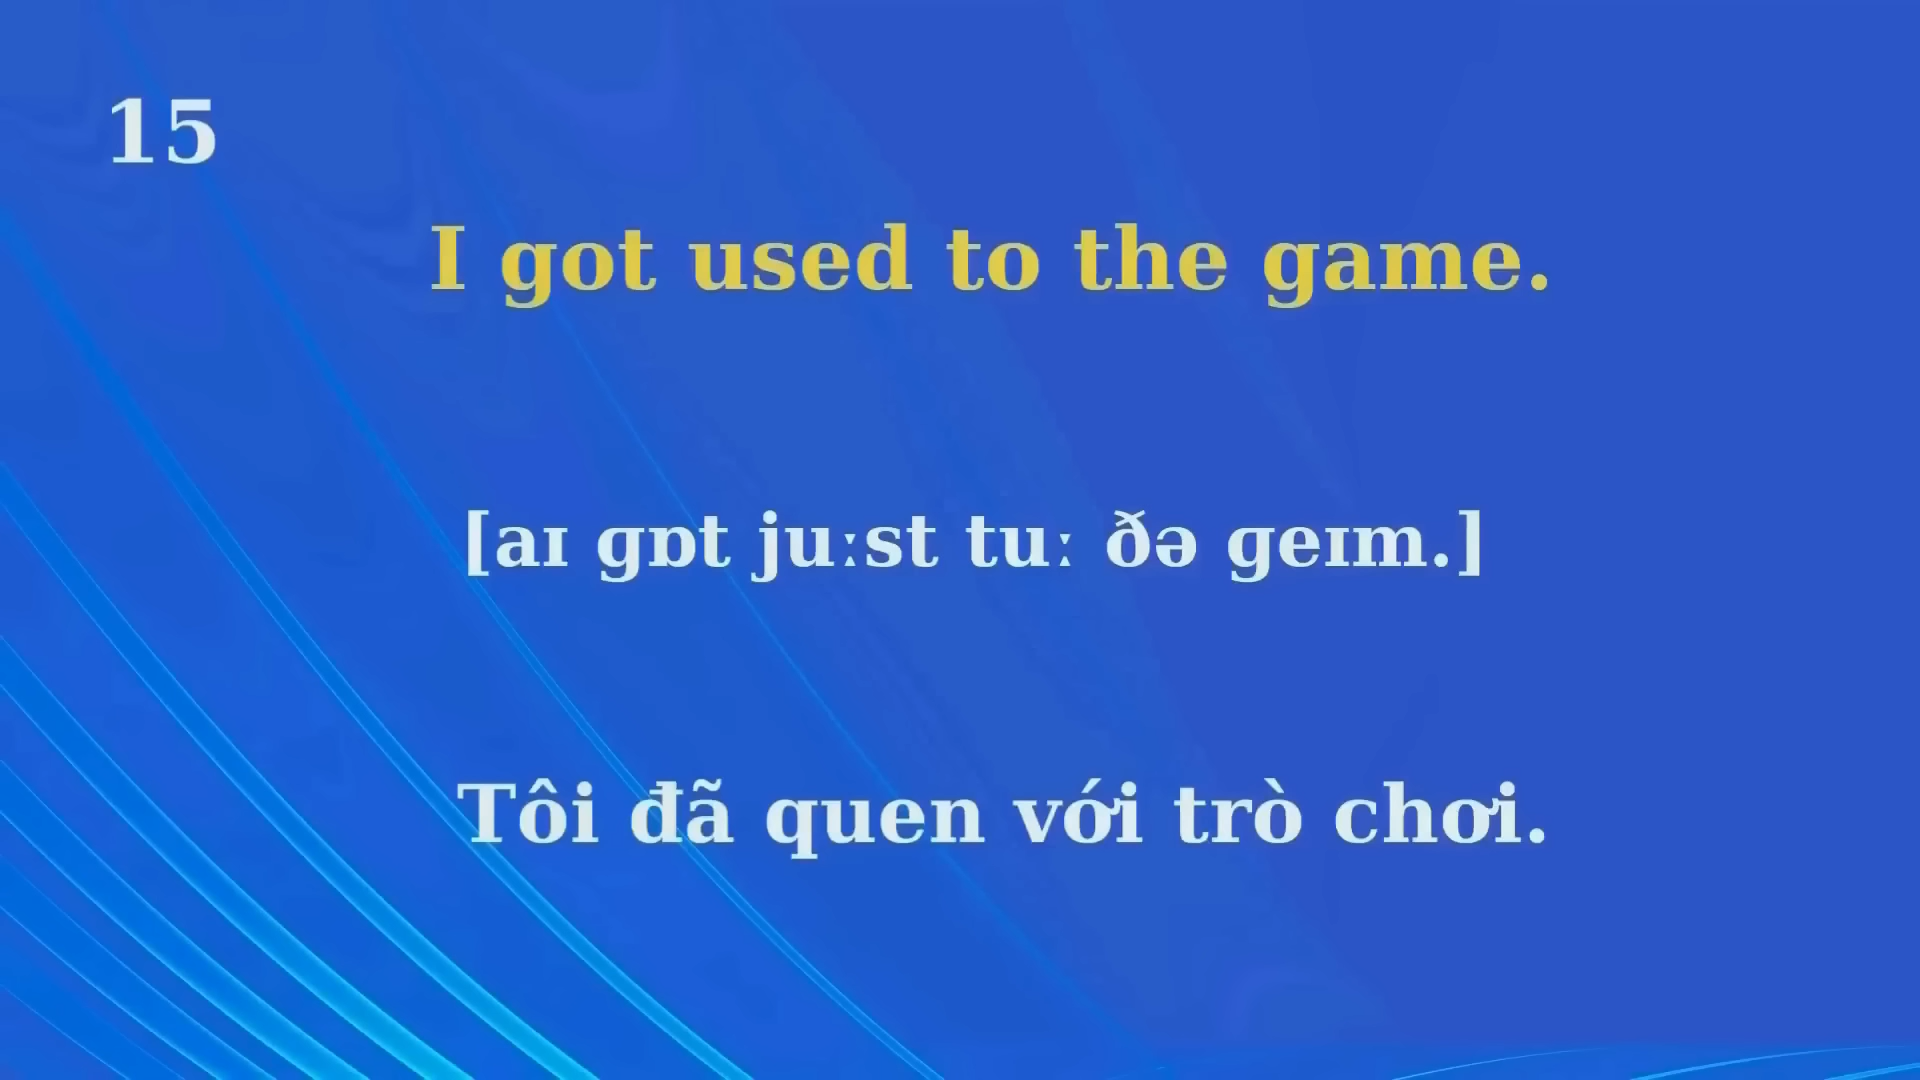 15
I got used to the game.
[aɪ ɡɒt juːst tuː ðə ɡeɪm.]
Tôi đã quen với trò chơi.